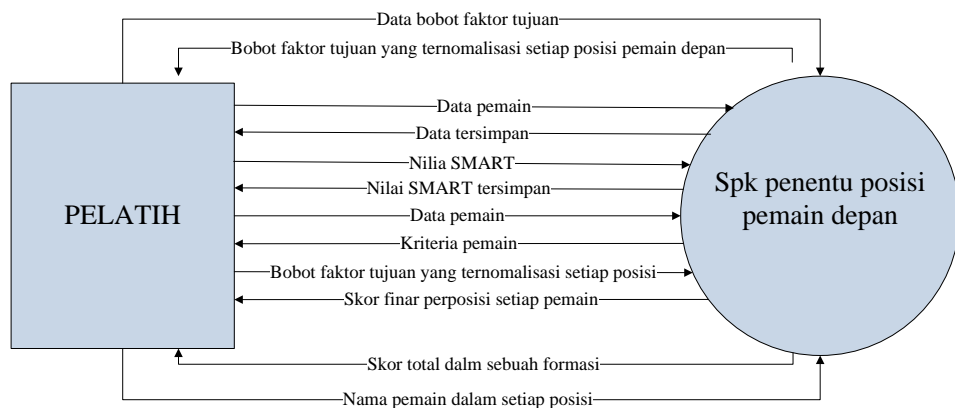 Data bobot faktor tujuan
Bobot faktor tujuan yang ternomalisasi setiap posisi pemain depan
Data pemain
Data tersimpan
Nilia SMART
Nilai SMART tersimpan
Data pemain
Kriteria pemain
Bobot faktor tujuan yang ternomalisasi setiap posisi
Skor finar perposisi setiap pemain
Skor total dalm sebuah formasi
Nama pemain dalam setiap posisi
PELATIH
Spk penentu posisi
pemain depan